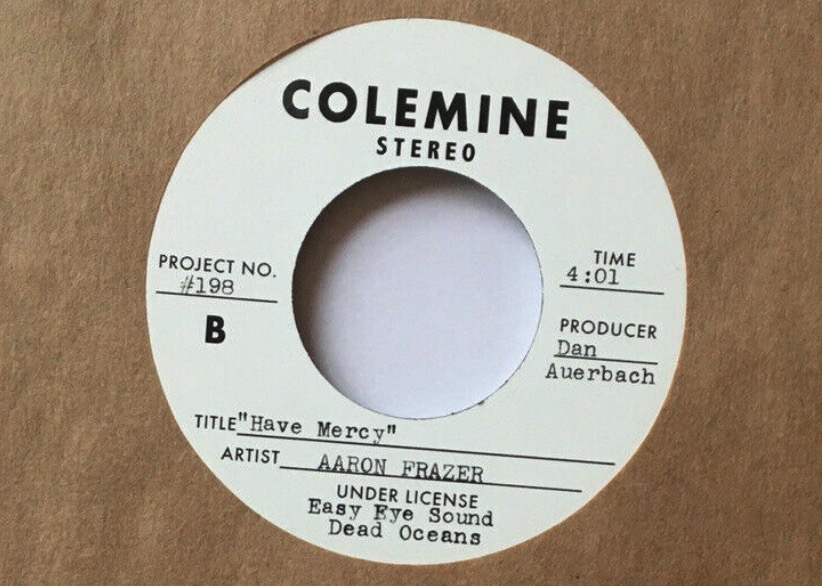 COLEMINE
STEREO
PROJECT NO.
#198
B
TIME
4:01
PRODUCER
Dan
Auerbach
TITLE "Have Mercy"
ARTIST AARON FRAZER
UNDER LICENSE
Easy Eye Sound
Dead Oceans